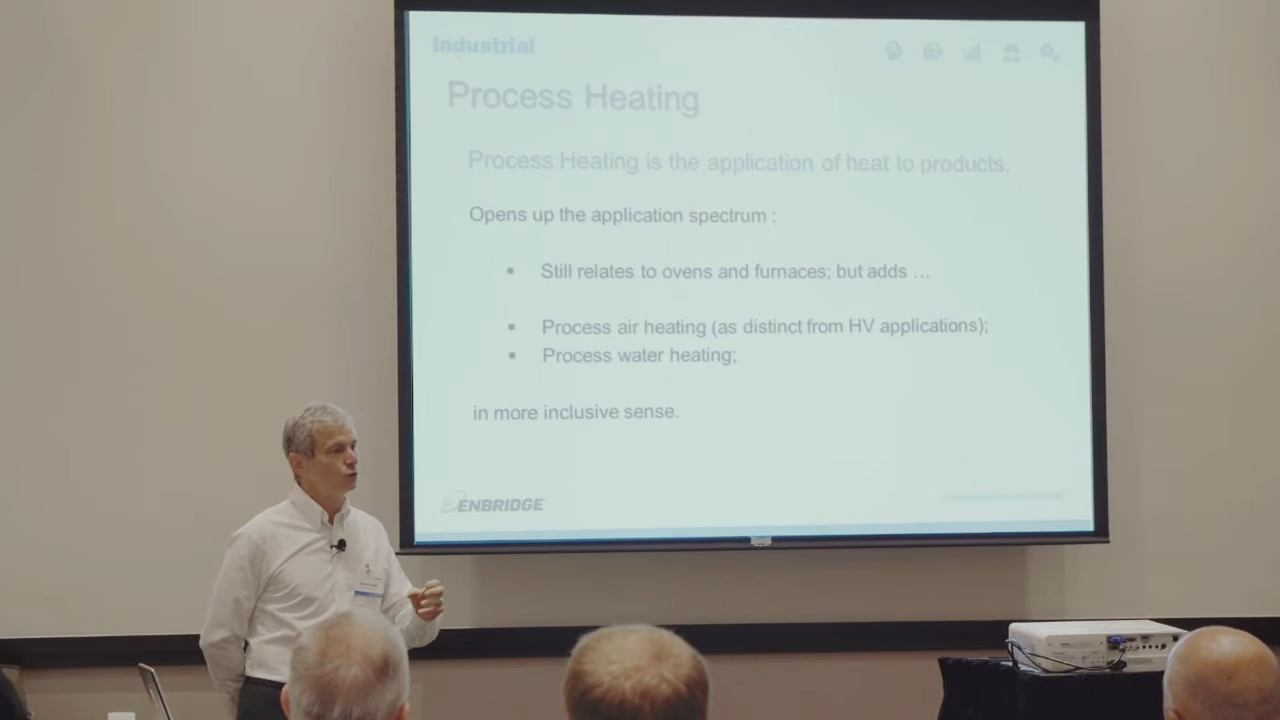 Industrial
Process Heating
Process Heating is the application of heat to products.
Opens up the application spectrum :
▪ Still relates to ovens and furnaces; but adds …
▪ Process air heating (as distinct from HV applications);
▪ Process water heating;
in more inclusive sense.
ENBRIDGE